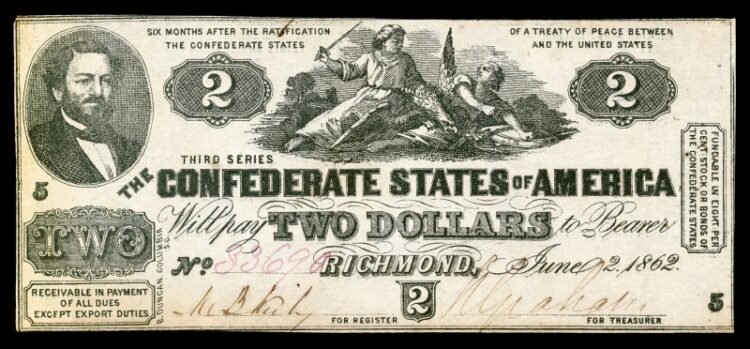 SIX MONTHS AFTER THE RATIFICATION
OF A TREATY OF PEACE BETWEEN
THE CONFEDERATE STATES
AND THE UNITED STATES
2
2
THIRD SERIES
5
THE CONFEDERATE STATES OF AMERICA
Will pay TWO DOLLARS to Bearer
TWO
No. 33698
RICHMOND, June 2, 1862.
B. DUNCAN, COLUMBIA S.C.
FUNDABLE IN EIGHT PER
CENT STOCK OR BONDS OF
THE CONFEDERATE STATES
RECEIVABLE IN PAYMENT
OF ALL DUES
EXCEPT EXPORT DUTIES
2
5
FOR REGISTER
FOR TREASURER